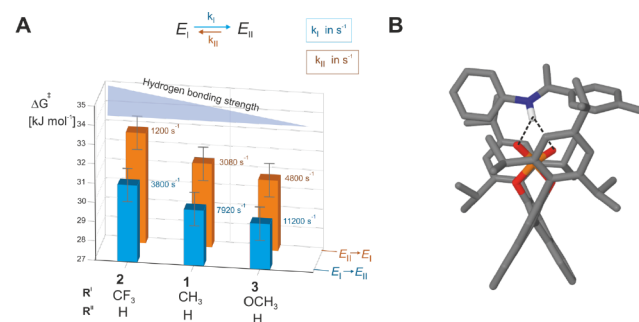 A
E_I k_I E_II
k_II
k_I in s⁻¹
k_II in s⁻¹
B
ΔG‡
[kJ mol⁻¹]
Hydrogen bonding strength
35
34
33
32
31
30
29
28
27
1200 s⁻¹
3080 s⁻¹
4800 s⁻¹
3800 s⁻¹
7920 s⁻¹
11200 s⁻¹
E_II→E_I
E_I→E_II
2 1 3
Rᴵ CF₃ CH₃ OCH₃
Rᴵᴵ H H H